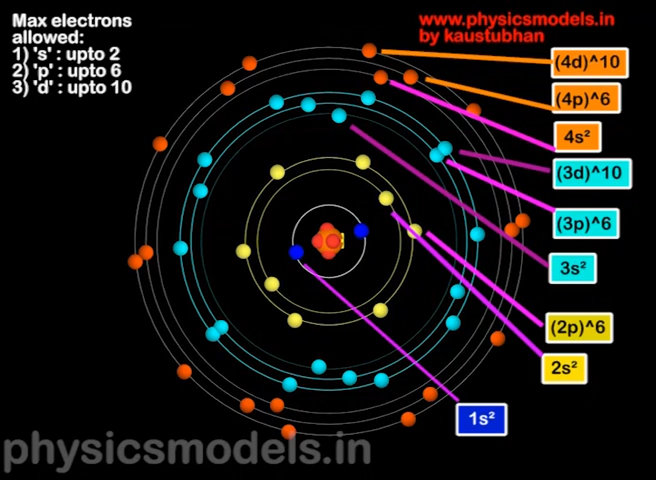 Max electrons
allowed:
1) 's' : upto 2
2) 'p' : upto 6
3) 'd' : upto 10
www.physicsmodels.in
by kaustubhan
(4d)^10
(4p)^6
4s²
(3d)^10
(3p)^6
3s²
(2p)^6
2s²
1s²
physicsmodels.in